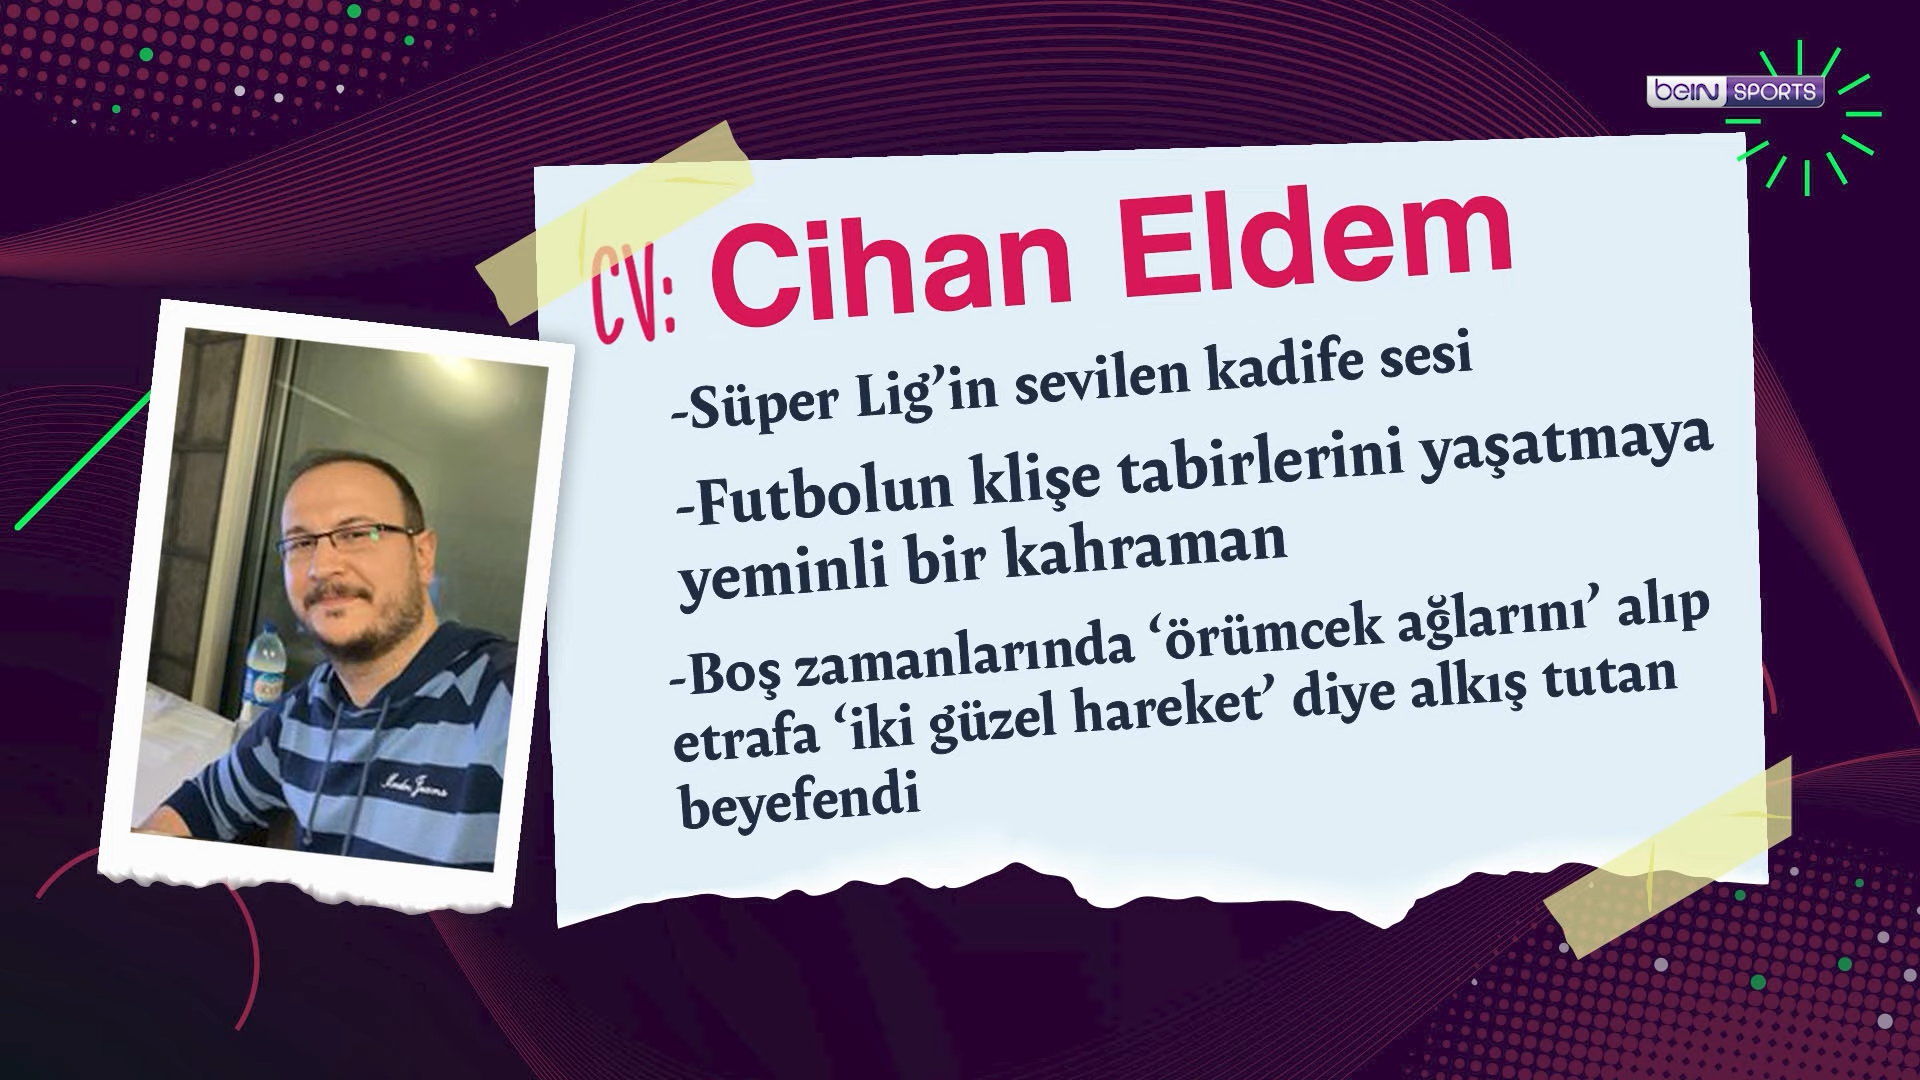 beIN SPORTS
CV: Cihan Eldem
-Süper Lig’in sevilen kadife sesi
-Futbolun klişe tabirlerini yaşatmaya
yeminli bir kahraman
-Boş zamanlarında ‘örümcek ağlarını’ alıp
etrafa ‘iki güzel hareket’ diye alkış tutan
beyefendi